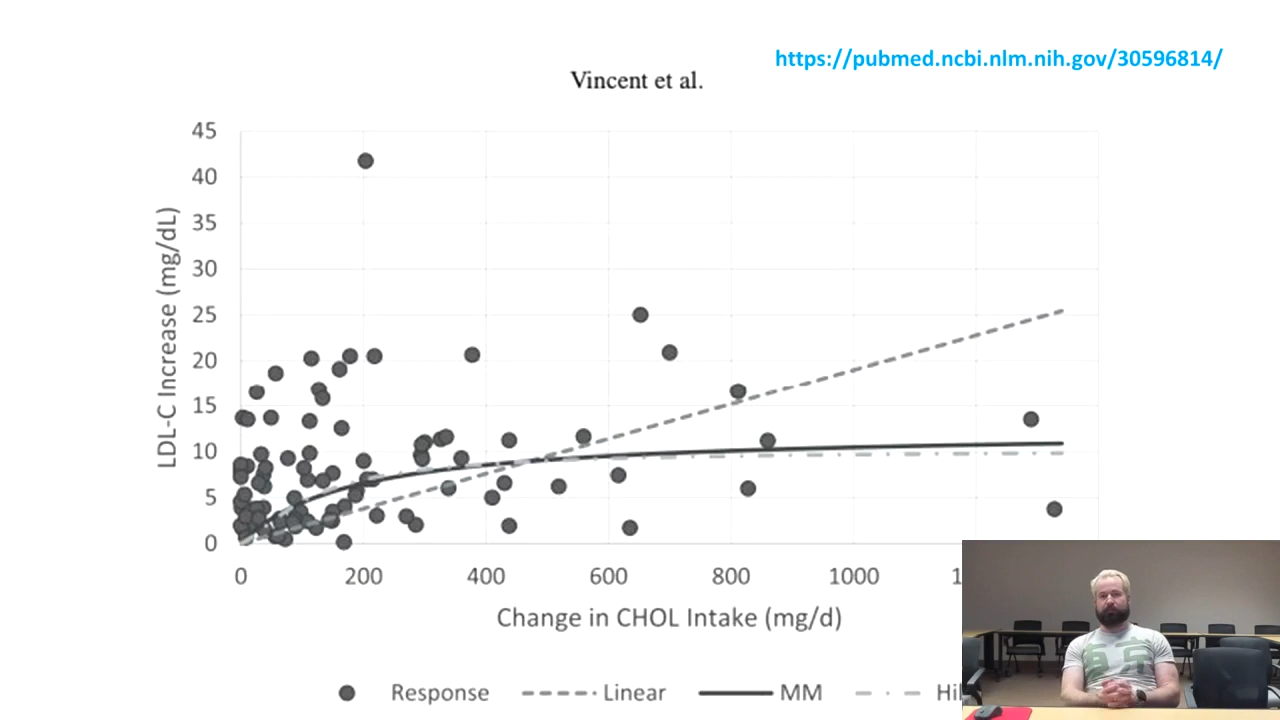 https://pubmed.ncbi.nlm.nih.gov/30596814/
Vincent et al.
LDL-C Increase (mg/dL)
45
40
35
30
25
20
15
10
5
0
0 200 400 600 800 1000 1
Change in CHOL Intake (mg/d)
Response Linear MM Hil